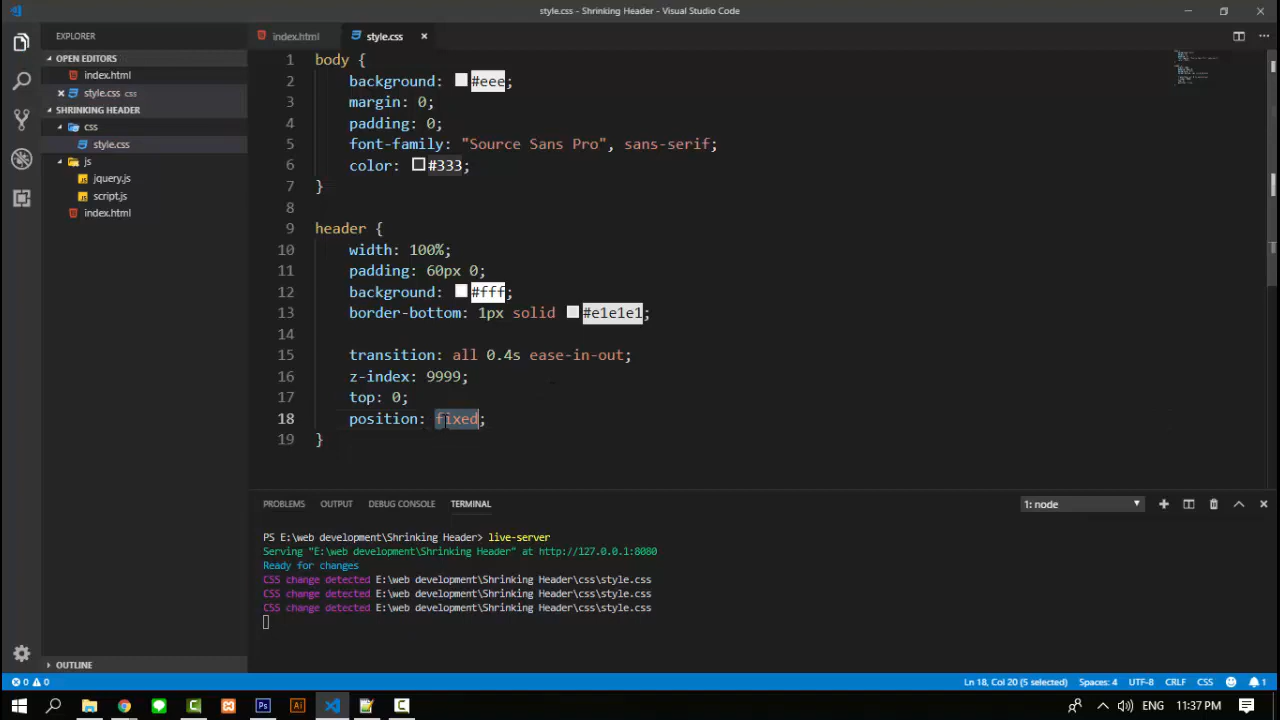 style.css - Shrinking Header - Visual Studio Code
EXPLORER
OPEN EDITORS
index.html
style.css css
SHRINKING HEADER
css
style.css
js
jquery.js
script.js
index.html
OUTLINE
index.html
style.css
1 body {
2 background: #eee;
3 margin: 0;
4 padding: 0;
5 font-family: "Source Sans Pro", sans-serif;
6 color: #333;
7 }
8
9 header {
10 width: 100%;
11 padding: 60px 0;
12 background: #fff;
13 border-bottom: 1px solid #e1e1e1;
14
15 transition: all 0.4s ease-in-out;
16 z-index: 9999;
17 top: 0;
18 position: fixed;
19 }
PROBLEMS OUTPUT DEBUG CONSOLE TERMINAL 1: node
PS E:\web development\Shrinking Header> live-server
Serving "E:\web development\Shrinking Header" at http://127.0.0.1:8080
Ready for changes
CSS change detected E:\web development\Shrinking Header\css\style.css
CSS change detected E:\web development\Shrinking Header\css\style.css
CSS change detected E:\web development\Shrinking Header\css\style.css
0 0 Ln 18, Col 20 (5 selected) Spaces: 4 UTF-8 CRLF CSS 1
Ps Ai ENG 11:37 PM